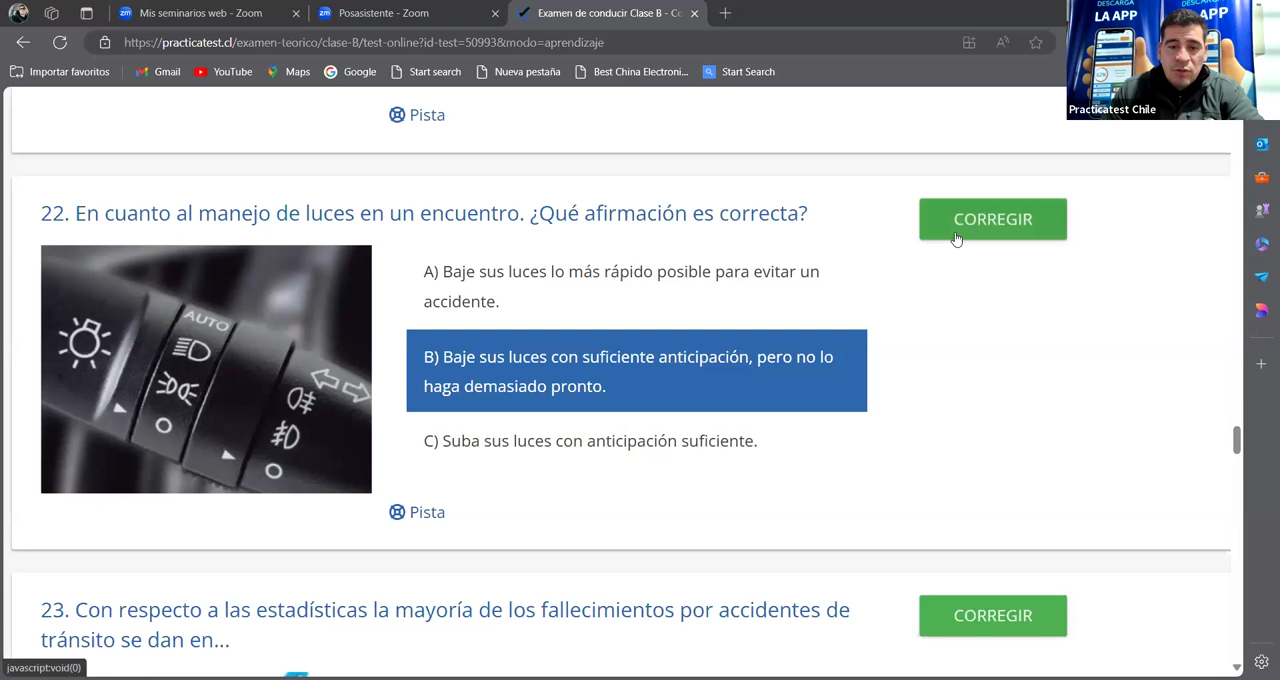 Mis seminarios web - Zoom
Posasistente - Zoom
Examen de conducir Clase B - Co
https://practicatest.cl/examen-teorico/clase-B/test-online?id-test=50993&modo=aprendizaje
Importar favoritos
Gmail
YouTube
Maps
Google
Start search
Nueva pestaña
Best China Electroni...
Start Search
DESCARGA
LA APP
DESCARGA
APP
Practicatest Chile
Pista
22. En cuanto al manejo de luces en un encuentro. ¿Qué afirmación es correcta?
CORREGIR
A) Baje sus luces lo más rápido posible para evitar un
accidente.
B) Baje sus luces con suficiente anticipación, pero no lo
haga demasiado pronto.
C) Suba sus luces con anticipación suficiente.
AUTO
Pista
23. Con respecto a las estadísticas la mayoría de los fallecimientos por accidentes de
tránsito se dan en...
CORREGIR
javascript:void(0)